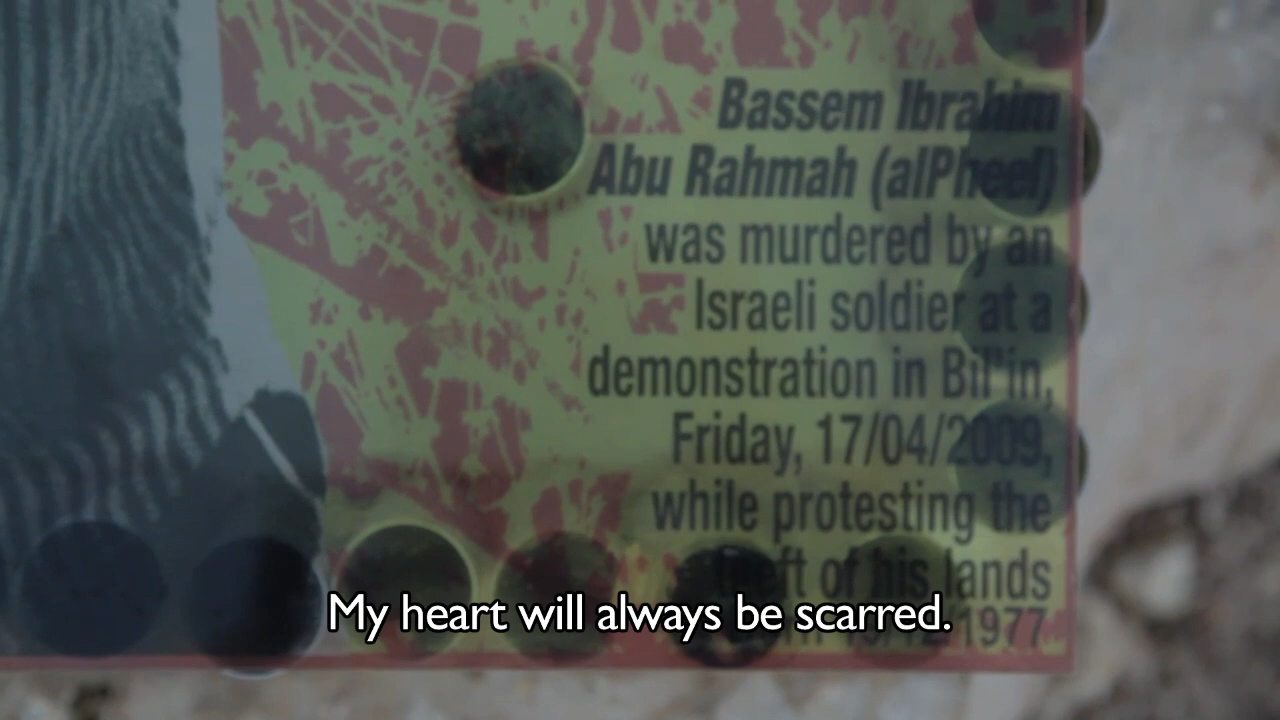 Bassem Ibrahim
Abu Rahmah (alPheel)
was murdered by an
Israeli soldier at a
demonstration in Bil'in,
Friday, 17/04/2009,
while protesting the
theft of his lands
1977
My heart will always be scarred.